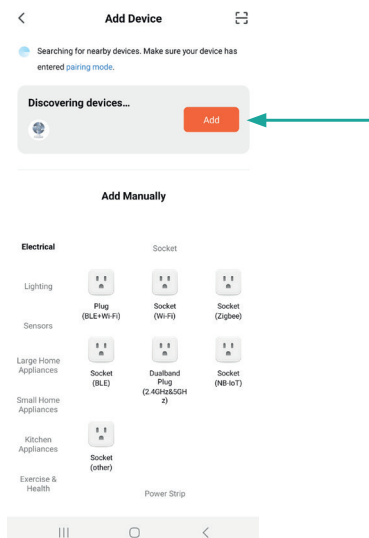 Add Device
Searching for nearby devices. Make sure your device has
entered pairing mode.
Discovering devices...
Add
Add Manually
Electrical
Socket
Lighting
Plug
(BLE+Wi-Fi)
Socket
(Wi-Fi)
Socket
(Zigbee)
Sensors
Large Home
Appliances
Socket
(BLE)
Dualband
Plug
(2.4GHz&5GH
z)
Socket
(NB-IoT)
Small Home
Appliances
Kitchen
Appliances
Socket
(other)
Exercise &
Health
Power Strip